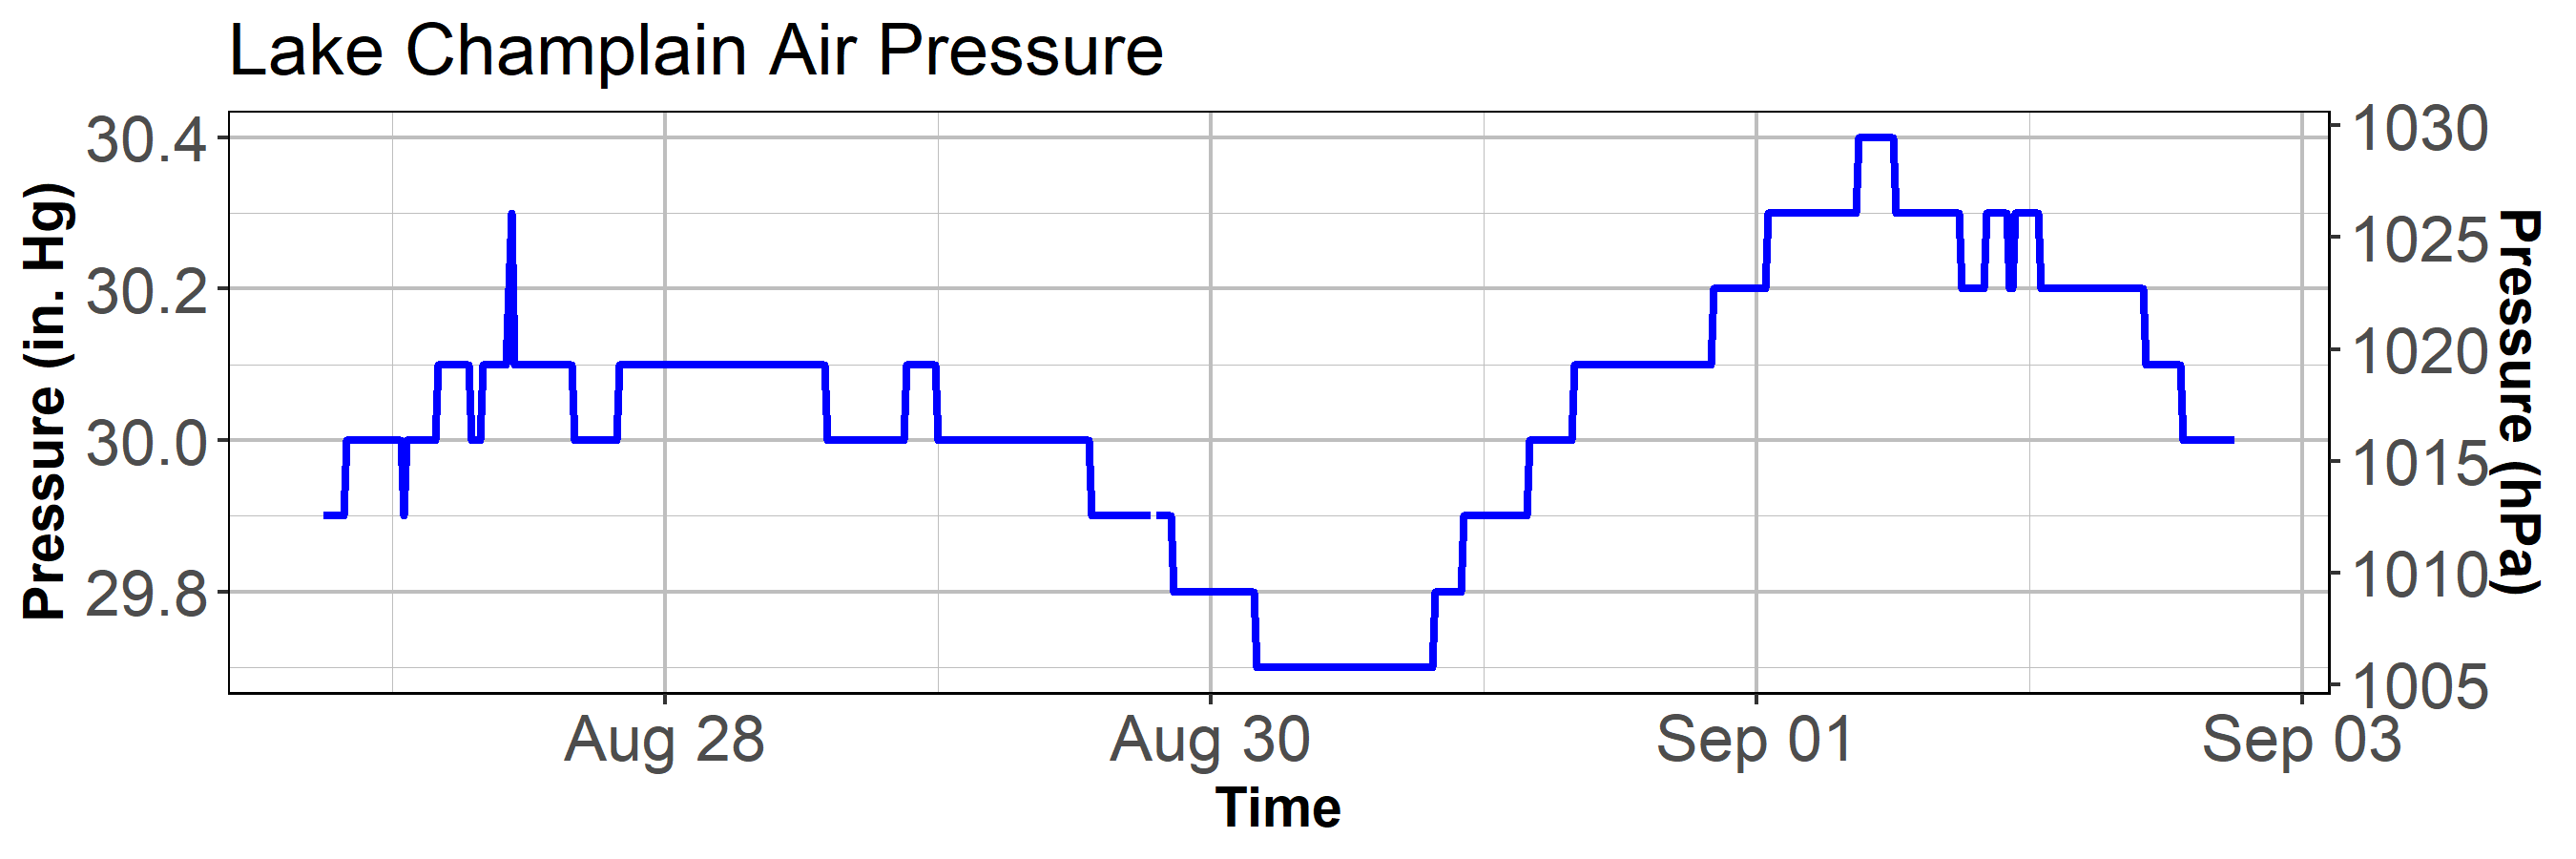 Lake Champlain Air Pressure
Pressure (in. Hg)
30.4
30.2
30.0
29.8
1030
1025
1020
1015
1010
1005
Pressure (hPa)
Aug 28
Aug 30
Sep 01
Sep 03
Time